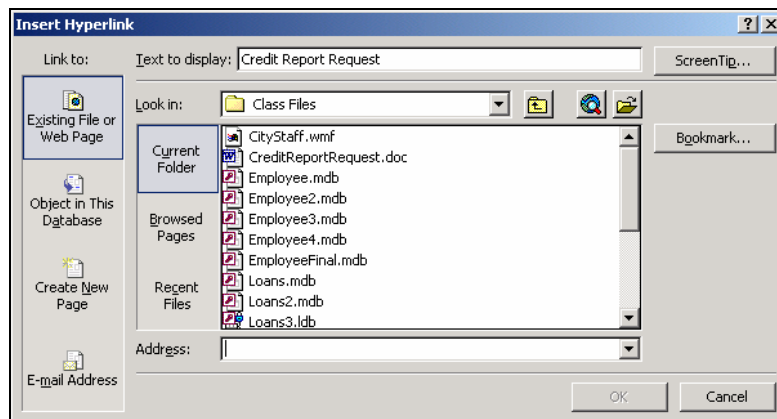 Insert Hyperlink
Link to:
Text to display: Credit Report Request
ScreenTip...
Existing File or
Web Page
Look in: Class Files
Bookmark...
Current
Folder
CityStaff.wmf
CreditReportRequest.doc
Employee.mdb
Employee2.mdb
Employee3.mdb
Employee4.mdb
EmployeeFinal.mdb
Loans.mdb
Loans2.mdb
Loans3.ldb
Object in This
Database
Browsed
Pages
Create New
Page
Recent
Files
E-mail Address
Address:
OK
Cancel